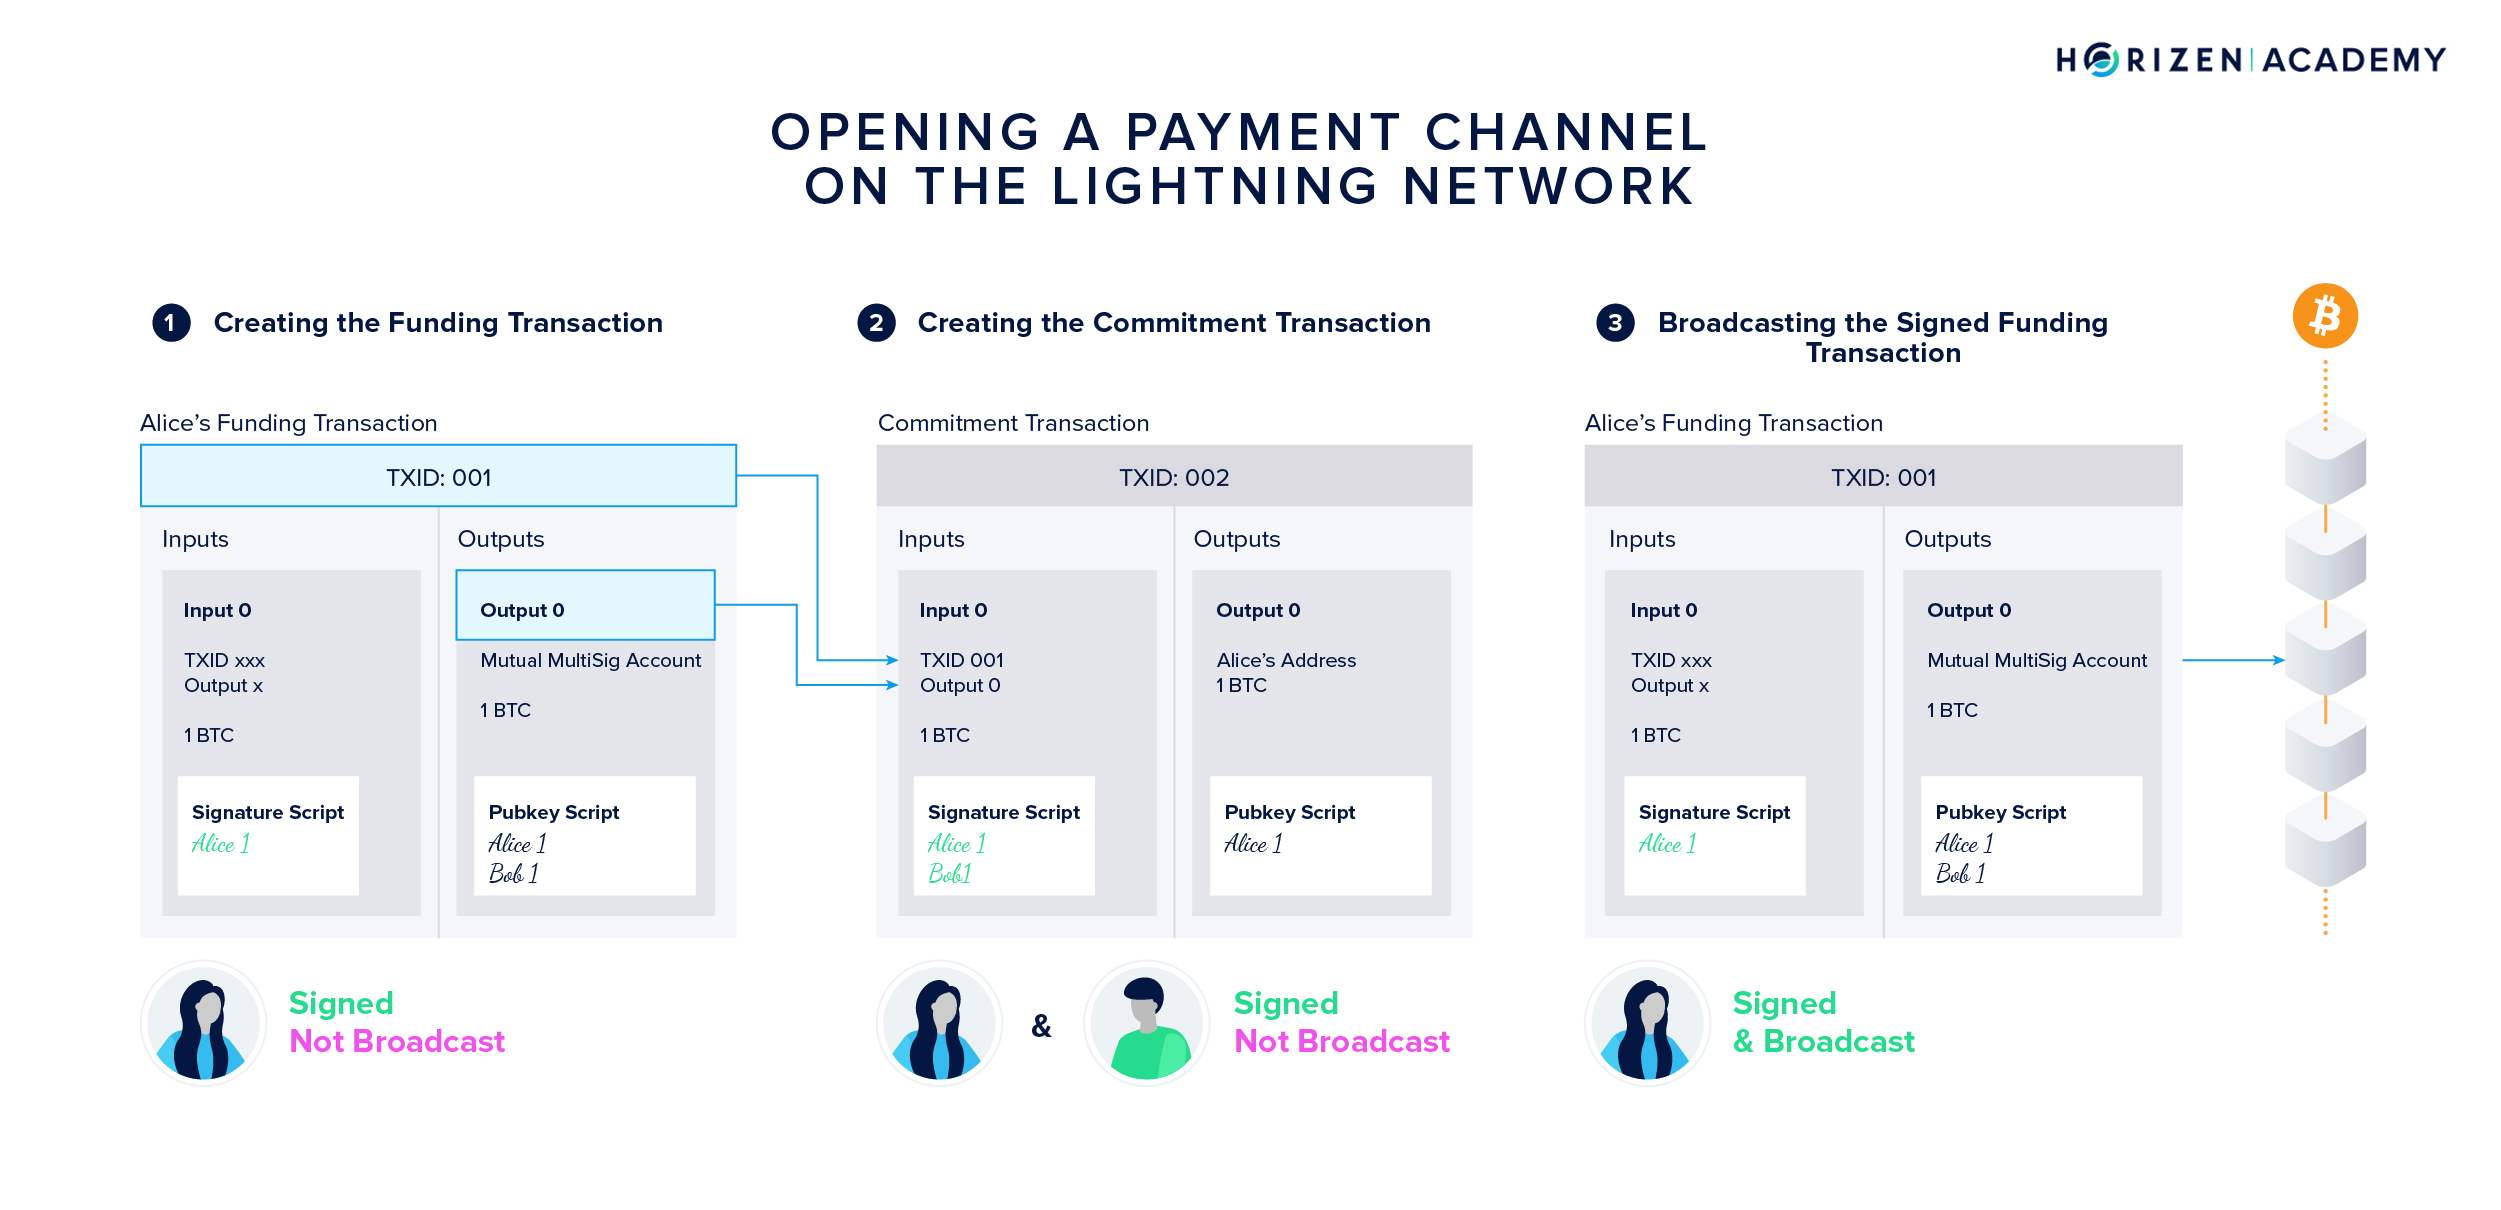 HORIZEN | ACADEMY
OPENING A PAYMENT CHANNEL
ON THE LIGHTNING NETWORK
1 Creating the Funding Transaction
Alice's Funding Transaction
TXID: 001
Inputs
Input 0
TXID xxx
Output x
1 BTC
Signature Script
Alice 1
Outputs
Output 0
Mutual MultiSig Account
1 BTC
Pubkey Script
Alice 1
Bob 1
Signed
Not Broadcast
2 Creating the Commitment Transaction
Commitment Transaction
TXID: 002
Inputs
Input 0
TXID 001
Output 0
1 BTC
Signature Script
Alice 1
Bob1
Outputs
Output 0
Alice's Address
1 BTC
Pubkey Script
Alice 1
&
Signed
Not Broadcast
3 Broadcasting the Signed Funding
Transaction
Alice's Funding Transaction
TXID: 001
Inputs
Input 0
TXID xxx
Output x
1 BTC
Signature Script
Alice 1
Outputs
Output 0
Mutual MultiSig Account
1 BTC
Pubkey Script
Alice 1
Bob 1
Signed
& Broadcast